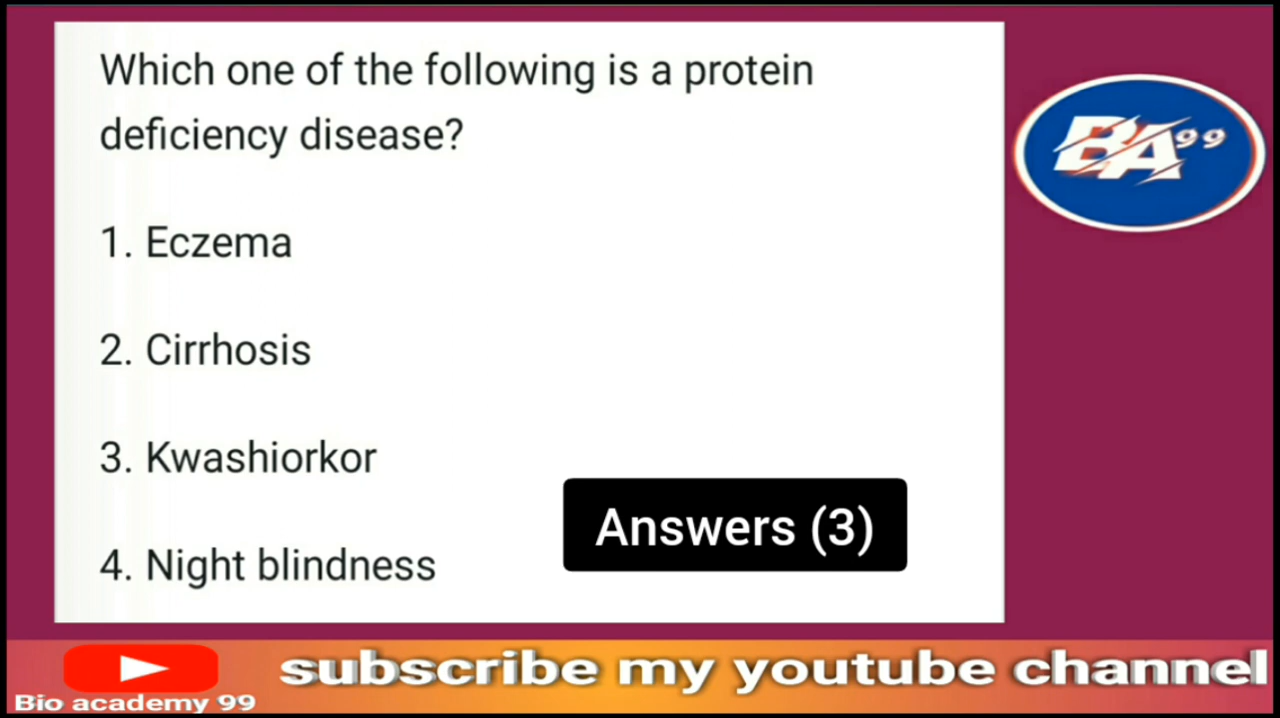 Which one of the following is a protein
deficiency disease?
BA99
1. Eczema
2. Cirrhosis
3. Kwashiorkor
Answers (3)
4. Night blindness
subscribe my youtube channel
Bio academy 99